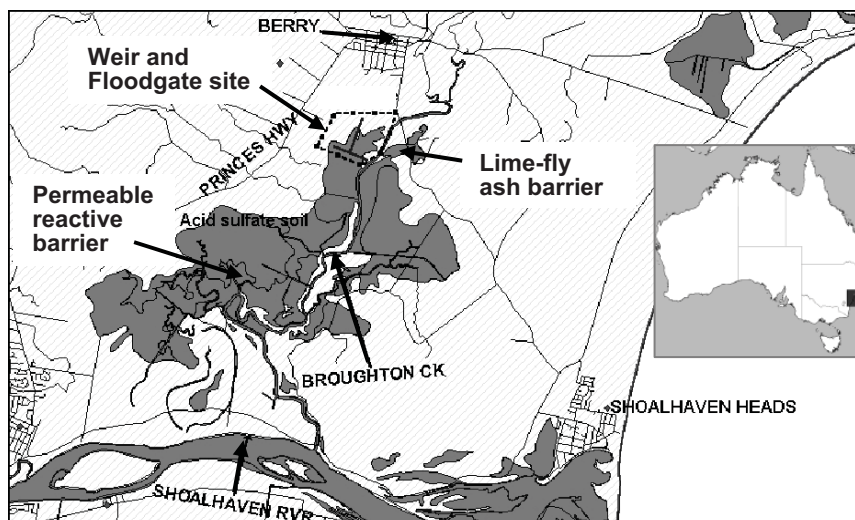 BERRY
Weir and
Floodgate site
PRINCES HWY
Lime-fly
ash barrier
Permeable
reactive
barrier
Acid sulfate soil
BROUGHTON CK
SHOALHAVEN HEADS
SHOALHAVEN RVR